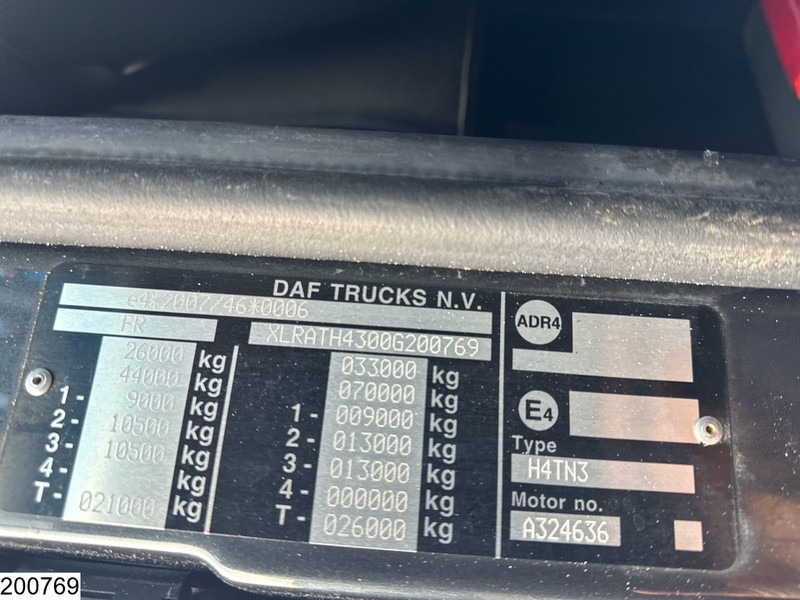 DAF TRUCKS N.V.
e4*2007/46*0006
FR XLRATH4300G200769
26000 kg 033000 kg
44000 kg 070000 kg
1- 9000 kg 1- 009000 kg
2- 10500 kg 2- 013000 kg
3- 10500 kg 3- 013000 kg
4- kg 4- 000000 kg
T- 021000 kg T- 026000 kg
ADR4
E4
Type
H4TN3
Motor no.
A324636
200769